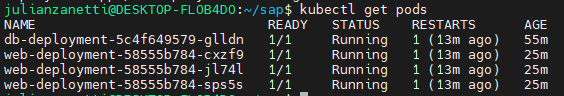 julianzanetti@DESKTOP-FLOB4DO:~/sap$ kubectl get pods
NAME READY STATUS RESTARTS AGE
db-deployment-5c4f649579-glldn 1/1 Running 1 (13m ago) 55m
web-deployment-58555b784-cxzf9 1/1 Running 1 (13m ago) 25m
web-deployment-58555b784-jl74l 1/1 Running 1 (13m ago) 25m
web-deployment-58555b784-sps5s 1/1 Running 1 (13m ago) 25m